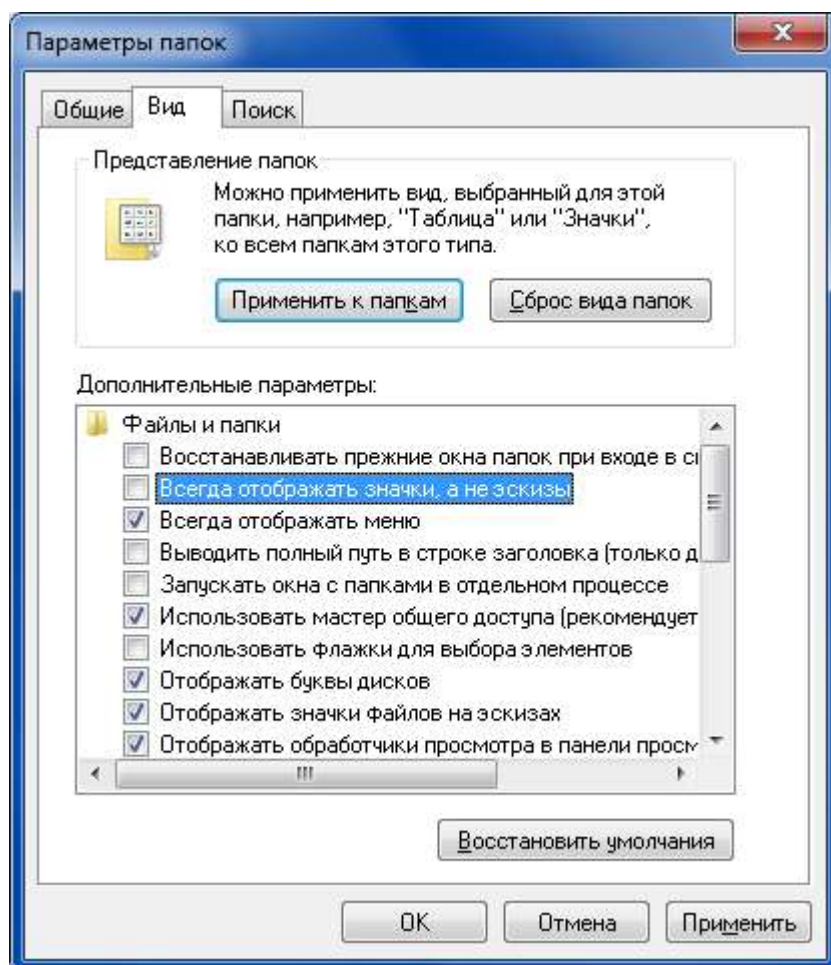 Параметры папок
Общие Вид Поиск
Представление папок
Можно применить вид, выбранный для этой
папки, например, "Таблица" или "Значки",
ко всем папкам этого типа.
Применить к папкам Сброс вида папок
Дополнительные параметры:
Файлы и папки
Восстанавливать прежние окна папок при входе в
Всегда отображать значки, а не эскизы
Всегда отображать меню
Выводить полный путь в строке заголовка (только д
Запускать окна с папками в отдельном процессе
Использовать мастер общего доступа (рекомендует
Использовать флажки для выбора элементов
Отображать буквы дисков
Отображать значки файлов на эскизах
Отображать обработчики просмотра в панели просм
Восстановить умолчания
OK Отмена Применить